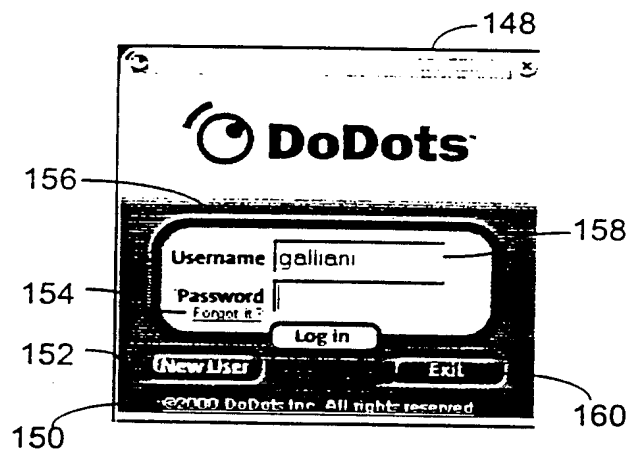 148
DoDots
156
158
Username galliani
154
Password
Forgot it?
Log in
152
New User Exit
©2000 DoDots Inc. All rights reserved
150
160